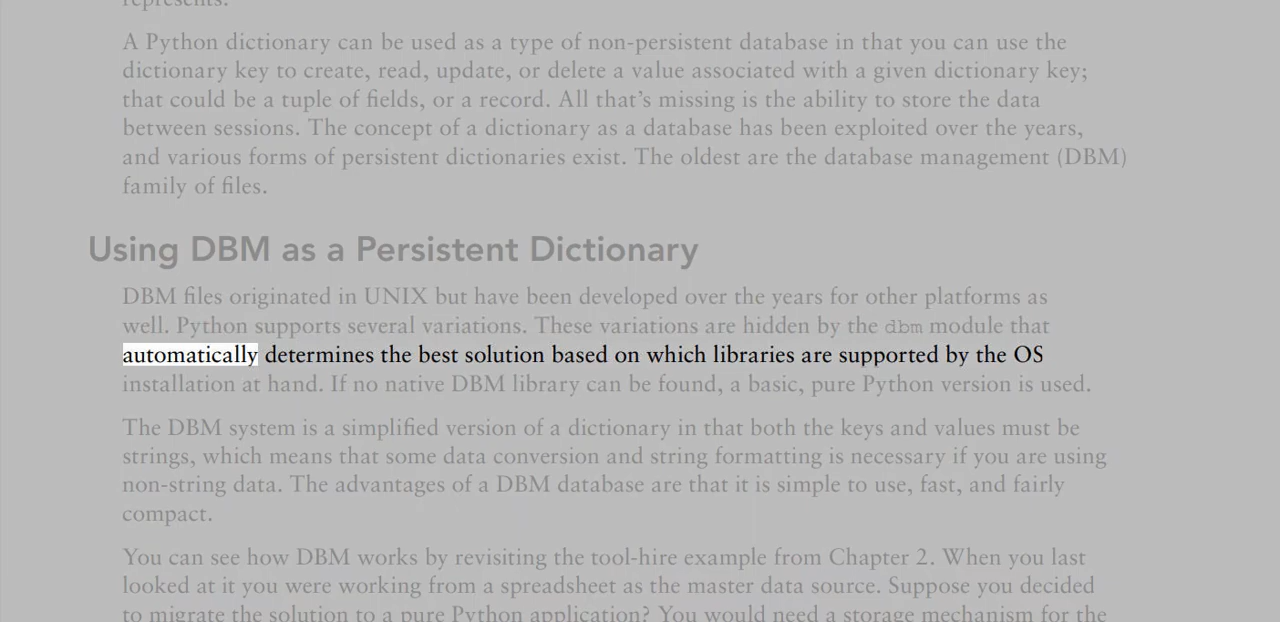 represents.
A Python dictionary can be used as a type of non-persistent database in that you can use the
dictionary key to create, read, update, or delete a value associated with a given dictionary key;
that could be a tuple of fields, or a record. All that’s missing is the ability to store the data
between sessions. The concept of a dictionary as a database has been exploited over the years,
and various forms of persistent dictionaries exist. The oldest are the database management (DBM)
family of files.
Using DBM as a Persistent Dictionary
DBM files originated in UNIX but have been developed over the years for other platforms as
well. Python supports several variations. These variations are hidden by the dbm module that
automatically determines the best solution based on which libraries are supported by the OS
installation at hand. If no native DBM library can be found, a basic, pure Python version is used.
The DBM system is a simplified version of a dictionary in that both the keys and values must be
strings, which means that some data conversion and string formatting is necessary if you are using
non-string data. The advantages of a DBM database are that it is simple to use, fast, and fairly
compact.
You can see how DBM works by revisiting the tool-hire example from Chapter 2. When you last
looked at it you were working from a spreadsheet as the master data source. Suppose you decided
to migrate the solution to a pure Python application? You would need a storage mechanism for the